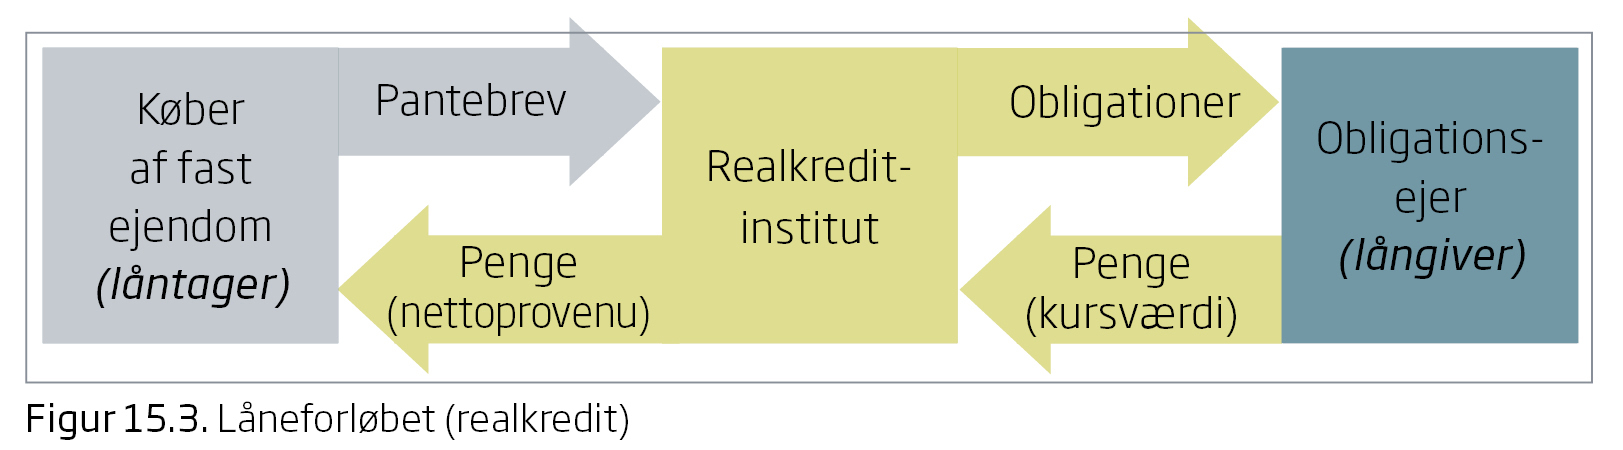 Køber
af fast
ejendom
(låntager)
Pantebrev
Penge
(nettoprovenu)
Realkredit-
institut
Obligationer
Penge
(kursværdi)
Obligations-
ejer
(långiver)
Figur 15.3. Låneforløbet (realkredit)